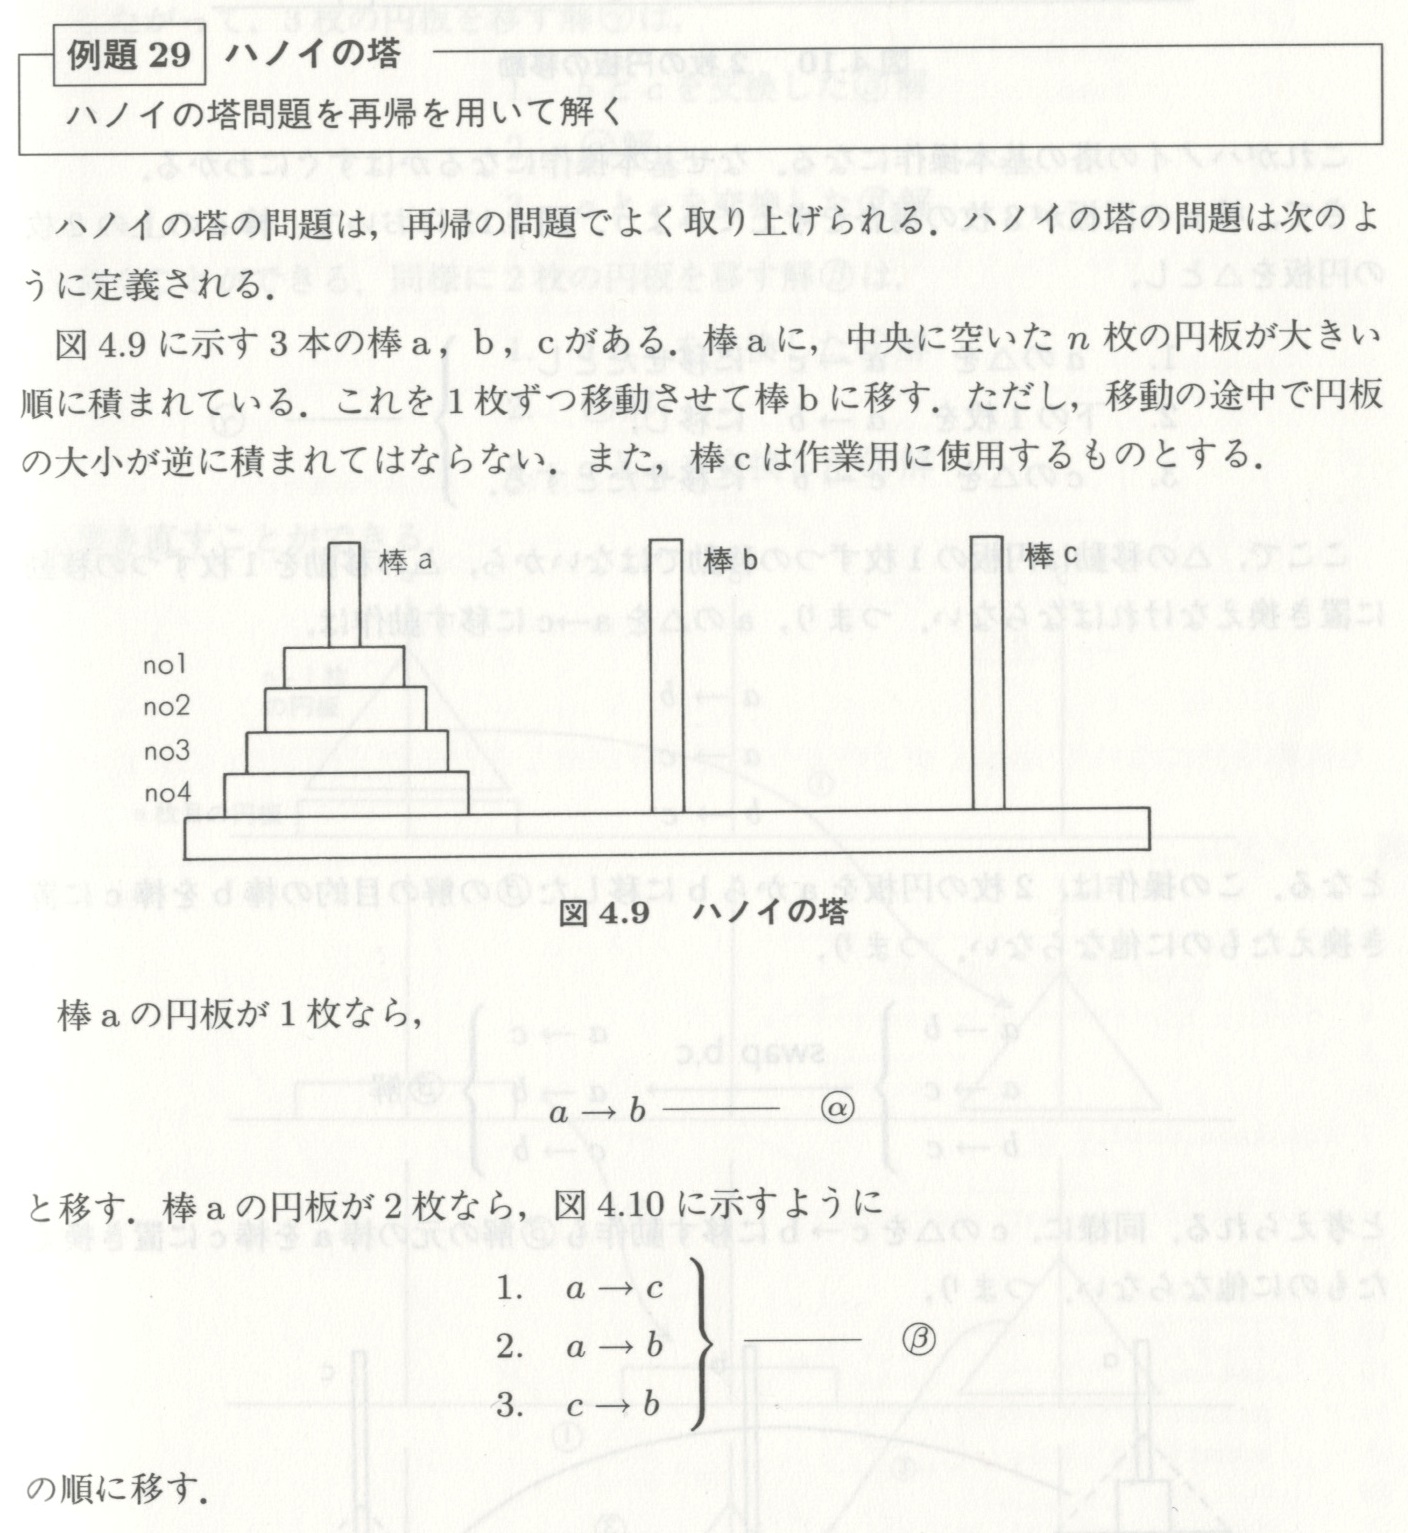 例題 29 ハノイの塔
ハノイの塔問題を再帰を用いて解く
ハノイの塔の問題は，再帰の問題でよく取り上げられる．ハノイの塔の問題は次のよ
うに定義される．
図 4.9 に示す 3 本の棒 a，b，c がある．棒 a に，中央に空いた n 枚の円板が大きい
順に積まれている．これを 1 枚ずつ移動させて棒 b に移す．ただし，移動の途中で円板
の大小が逆に積まれてはならない．また，棒 c は作業用に使用するものとする．
棒 a 棒 b 棒 c
no1
no2
no3
no4
図 4.9 ハノイの塔
棒 a の円板が 1 枚なら，
a → b ——— ⓐ
と移す．棒 a の円板が 2 枚なら，図 4.10 に示すように
1. a → c
2. a → b ——— β
3. c → b
の順に移す．